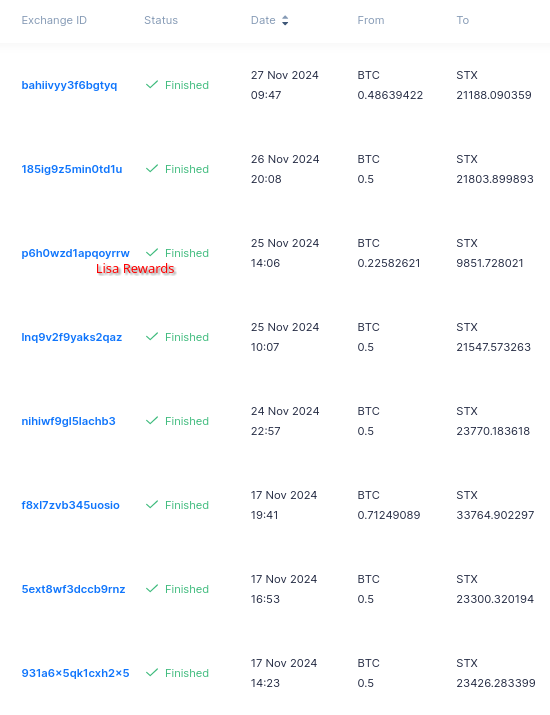 Exchange ID Status Date From To
bahiivyy3f6bgtyq Finished 27 Nov 2024 09:47 BTC 0.48639422 STX 21188.090359
185ig9z5min0td1u Finished 26 Nov 2024 20:08 BTC 0.5 STX 21803.899893
p6h0wzd1apqoyrrw Finished 25 Nov 2024 14:06 BTC 0.22582621 STX 9851.728021
Lisa Rewards
lnq9v2f9yaks2qaz Finished 25 Nov 2024 10:07 BTC 0.5 STX 21547.573263
nihiwf9gl5lachb3 Finished 24 Nov 2024 22:57 BTC 0.5 STX 23770.183618
f8xl7zvb345uosio Finished 17 Nov 2024 19:41 BTC 0.71249089 STX 33764.902297
5ext8wf3dccb9rnz Finished 17 Nov 2024 16:53 BTC 0.5 STX 23300.320194
931a6×5qk1cxh2×5 Finished 17 Nov 2024 14:23 BTC 0.5 STX 23426.283399